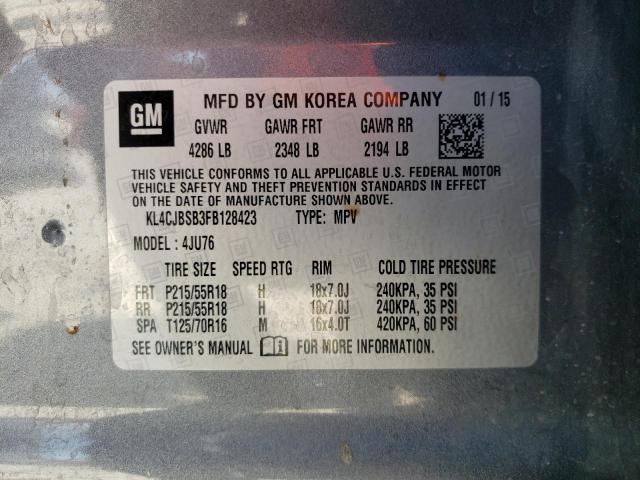 GM MFD BY GM KOREA COMPANY 01 / 15
GVWR GAWR FRT GAWR RR
4286 LB 2348 LB 2194 LB
THIS VEHICLE CONFORMS TO ALL APPLICABLE U.S. FEDERAL MOTOR
VEHICLE SAFETY AND THEFT PREVENTION STANDARDS IN EFFECT
ON THE DATE OF MANUFACTURE SHOWN ABOVE.
KL4CJBSB3FB128423 TYPE: MPV
MODEL : 4JU76
TIRE SIZE SPEED RTG RIM COLD TIRE PRESSURE
FRT P215/55R18 H 18x7.0J 240KPA, 35 PSI
RR P215/55R18 H 18x7.0J 240KPA, 35 PSI
SPA T125/70R16 M 16x4.0T 420KPA, 60 PSI
SEE OWNER'S MANUAL i FOR MORE INFORMATION.